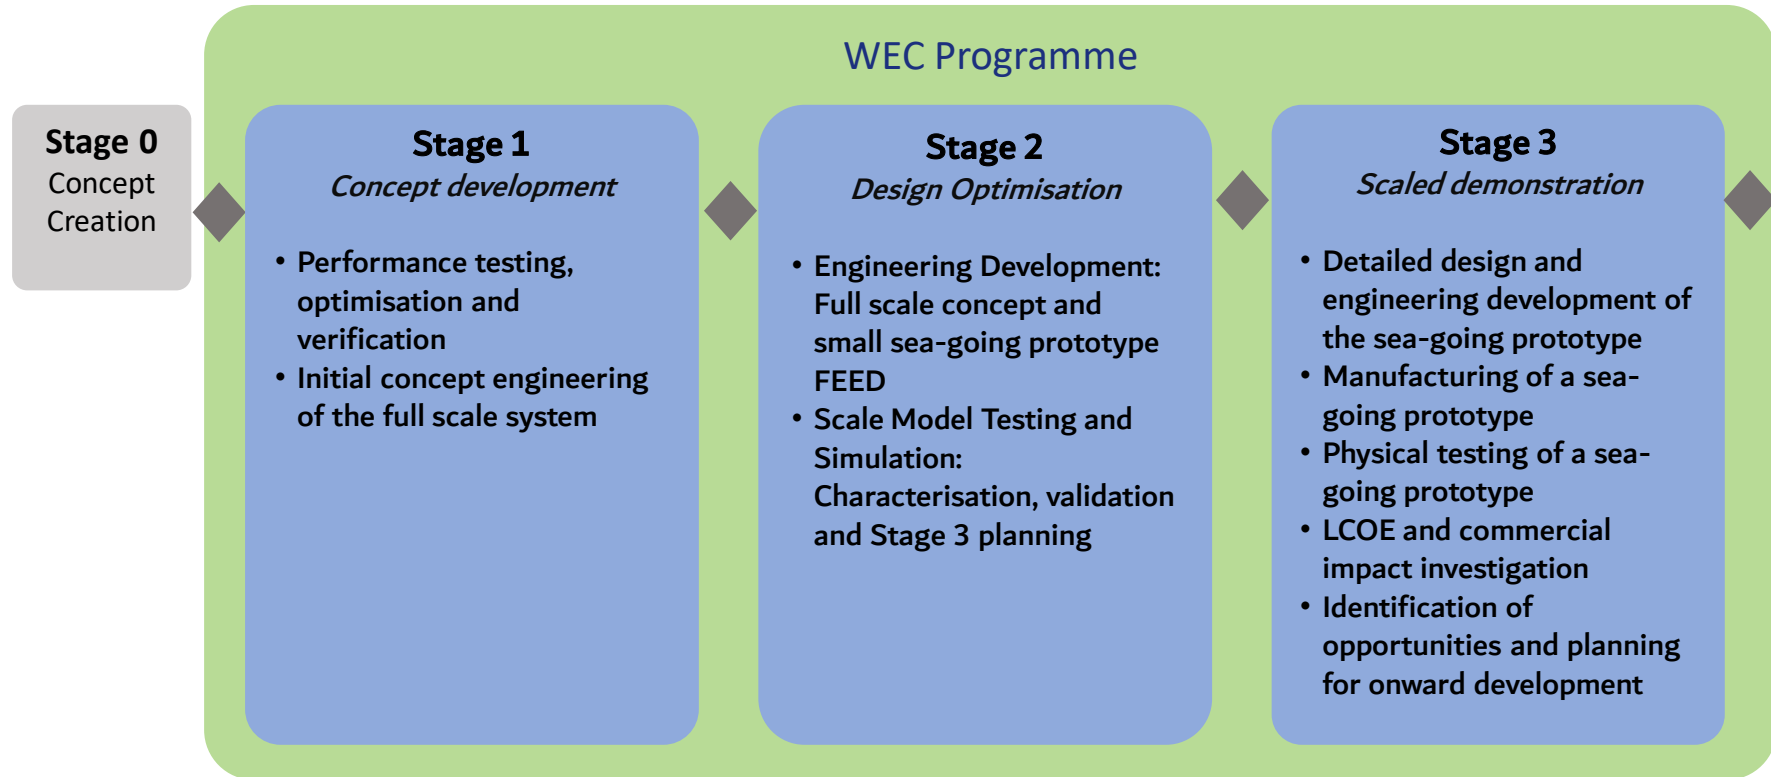 WEC Programme
Stage 0
Concept
Creation
Stage 1
Concept development
• Performance testing,
optimisation and
verification
• Initial concept engineering
of the full scale system
Stage 2
Design Optimisation
• Engineering Development:
Full scale concept and
small sea-going prototype
FEED
• Scale Model Testing and
Simulation:
Characterisation, validation
and Stage 3 planning
Stage 3
Scaled demonstration
• Detailed design and
engineering development of
the sea-going prototype
• Manufacturing of a sea-
going prototype
• Physical testing of a sea-
going prototype
• LCOE and commercial
impact investigation
• Identification of
opportunities and planning
for onward development